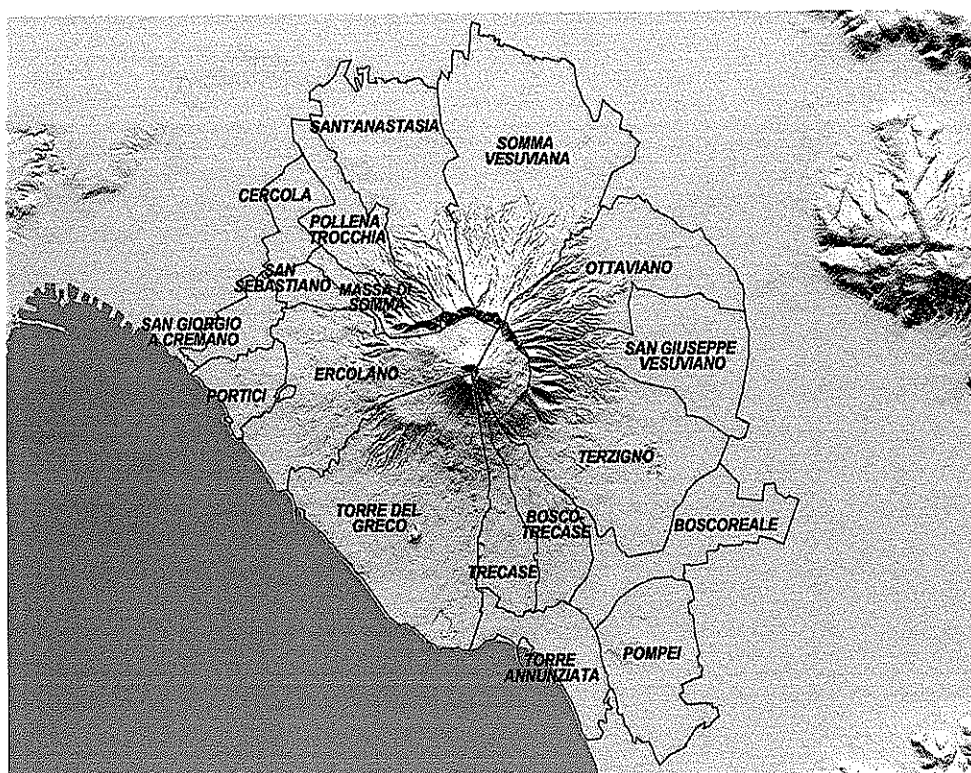 SANT'ANASTASIA
SOMMA
VESUVIANA
CERCOLA
POLLENA
TROCCHIA
OTTAVIANO
SAN
SEBASTIANO
MASSA DI
SOMMA
SAN GIORGIO
A CREMANO
SAN GIUSEPPE
VESUVIANO
ERCOLANO
PORTICI
TERZIGNO
TORRE DEL
GRECO
BOSCO-
TRECASE
BOSCOREALE
TRECASE
POMPEI
TORRE
ANNUNZIATA